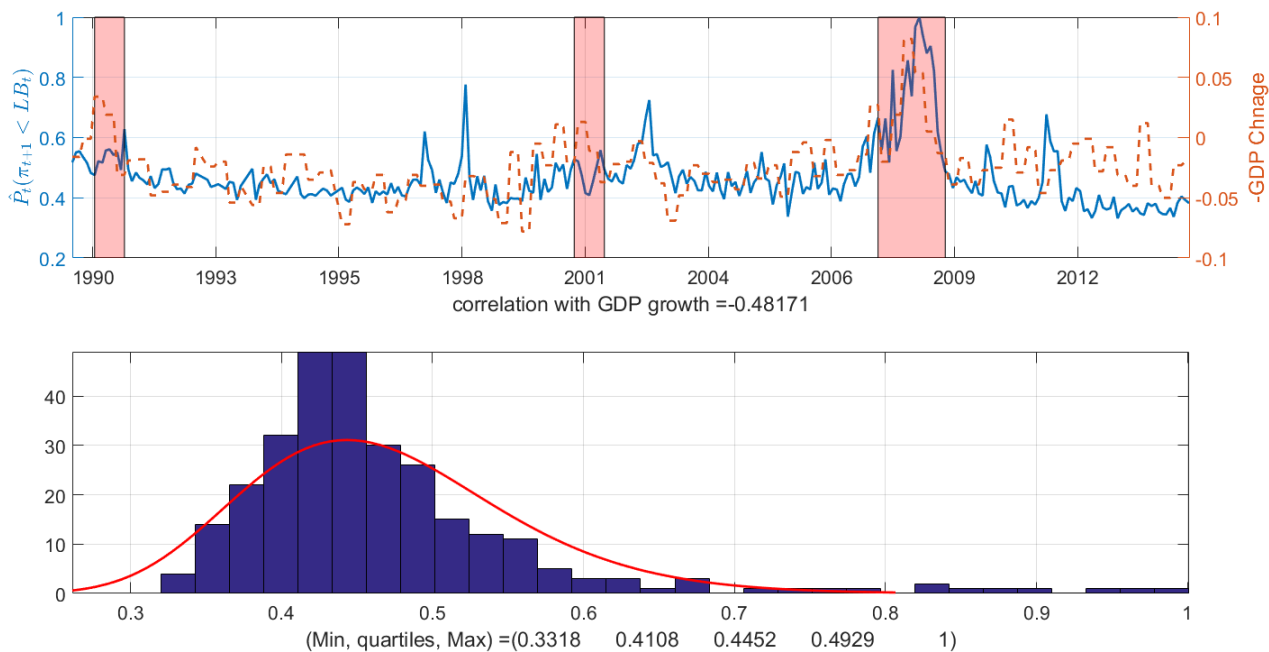 1
0.8
0.6
0.4
0.2
P̂ₜ(πₜ₊₁ < LBₜ)
0.1
0.05
0
-0.05
-0.1
-GDP Chnage
1990 1993 1995 1998 2001 2004 2006 2009 2012
correlation with GDP growth =-0.48171
40
30
20
10
0
0.3 0.4 0.5 0.6 0.7 0.8 0.9 1
(Min, quartiles, Max) =(0.3318 0.4108 0.4452 0.4929 1)